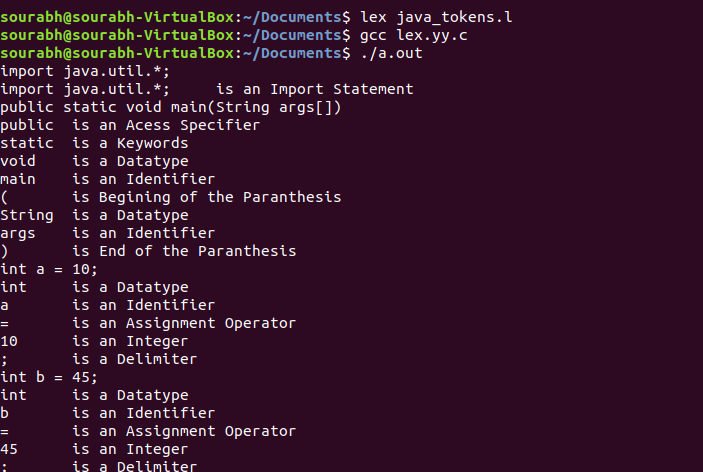 sourabh@sourabh-VirtualBox:~/Documents$ lex java_tokens.l
sourabh@sourabh-VirtualBox:~/Documents$ gcc lex.yy.c
sourabh@sourabh-VirtualBox:~/Documents$ ./a.out
import java.util.*;
import java.util.*;     is an Import Statement
public static void main(String args[])
public  is an Acess Specifier
static  is a Keywords
void    is a Datatype
main    is an Identifier
(       is Begining of the Paranthesis
String  is a Datatype
args    is an Identifier
)       is End of the Paranthesis
int a = 10;
int     is a Datatype
a       is an Identifier
=       is an Assignment Operator
10      is an Integer
;       is a Delimiter
int b = 45;
int     is a Datatype
b       is an Identifier
=       is an Assignment Operator
45      is an Integer
;       is a Delimiter